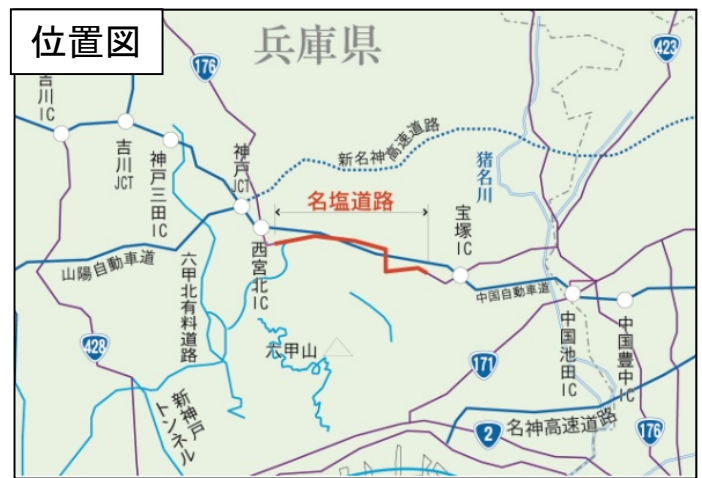 位置図
兵庫県
176
423
吉川IC
吉川JCT
神戸三田IC
神戸JCT
新名神高速道路
猪名川
名塩道路
宝塚IC
西宮北IC
山陽自動車道
六甲北有料道路
中国自動車道
中国池田IC
中国豊中IC
428
六甲山
171
新神戸トンネル
2
名神高速道路
176